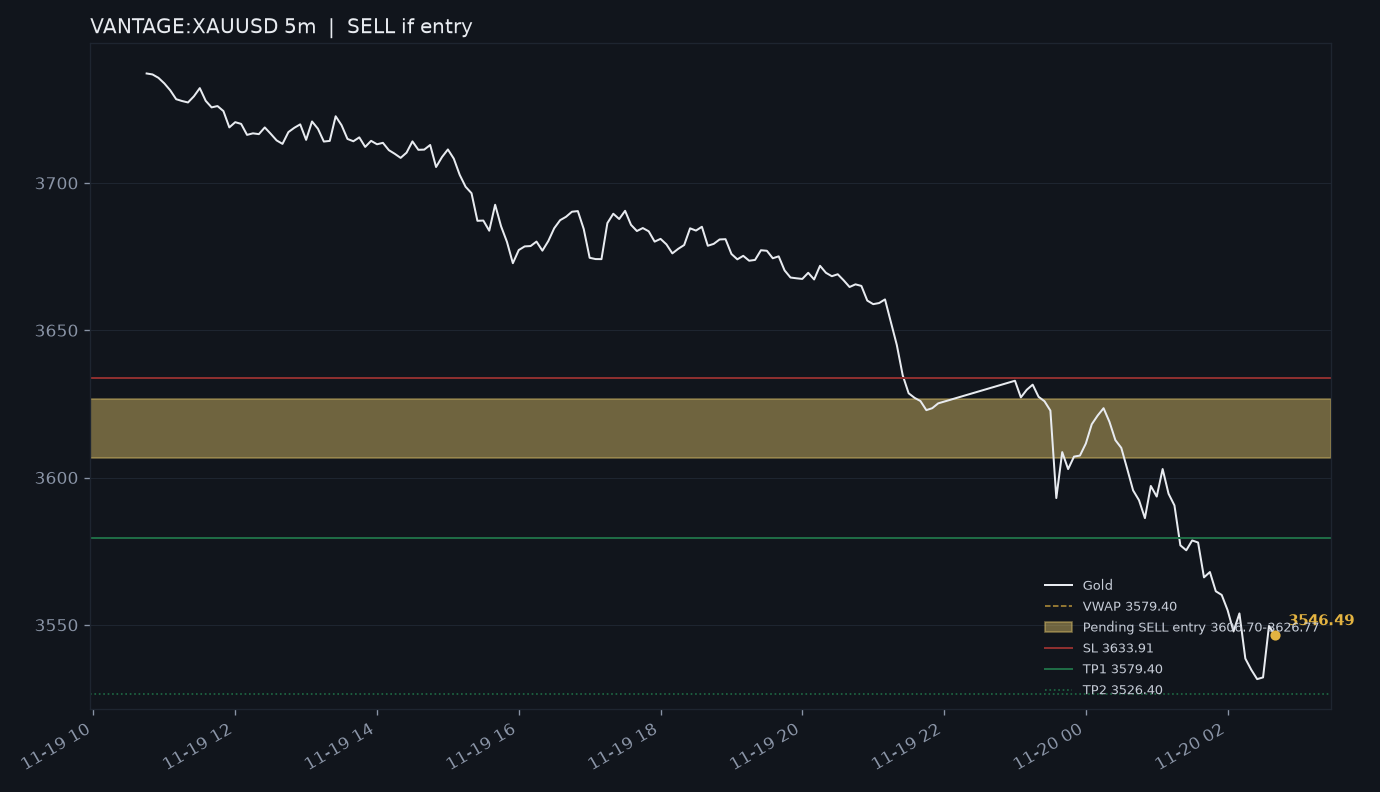 VANTAGE:XAUUSD 5m | SELL if entry
3700
3650
3600
3550
Gold
VWAP 3579.40
Pending SELL entry 3606.70-3626.77
SL 3633.91
TP1 3579.40
TP2 3526.40
3546.49
11-19 10
11-19 12
11-19 14
11-19 16
11-19 18
11-19 20
11-19 22
11-20 00
11-20 02